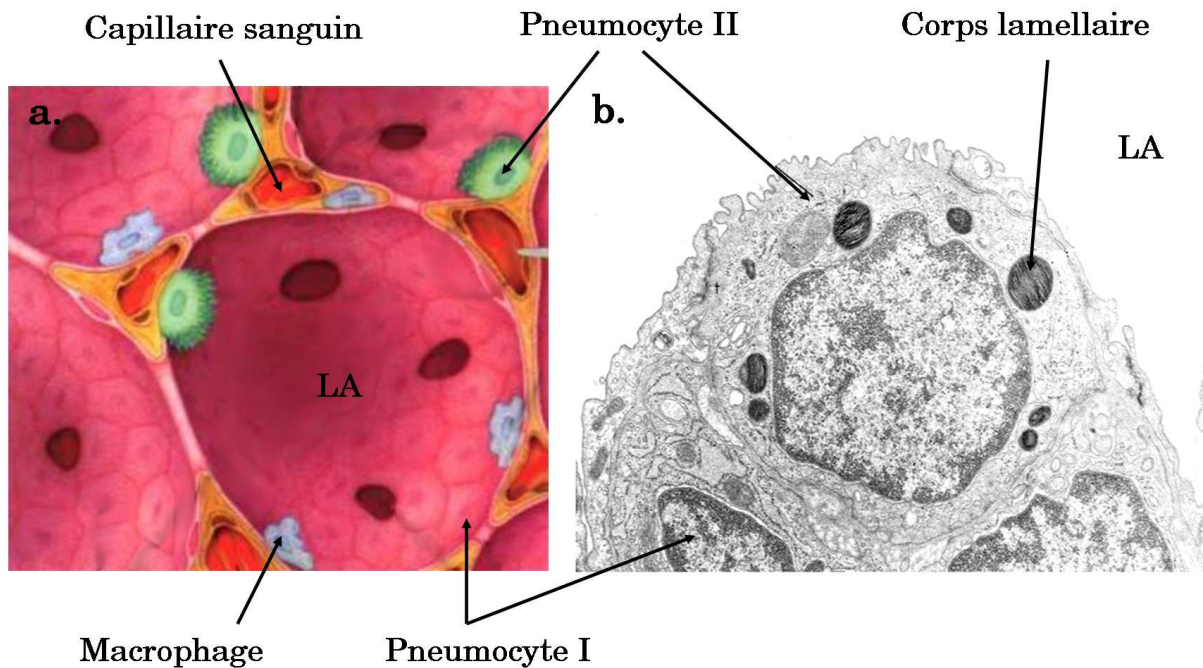 Capillaire sanguin
Pneumocyte II
Corps lamellaire
a.
b.
LA
LA
Macrophage
Pneumocyte I